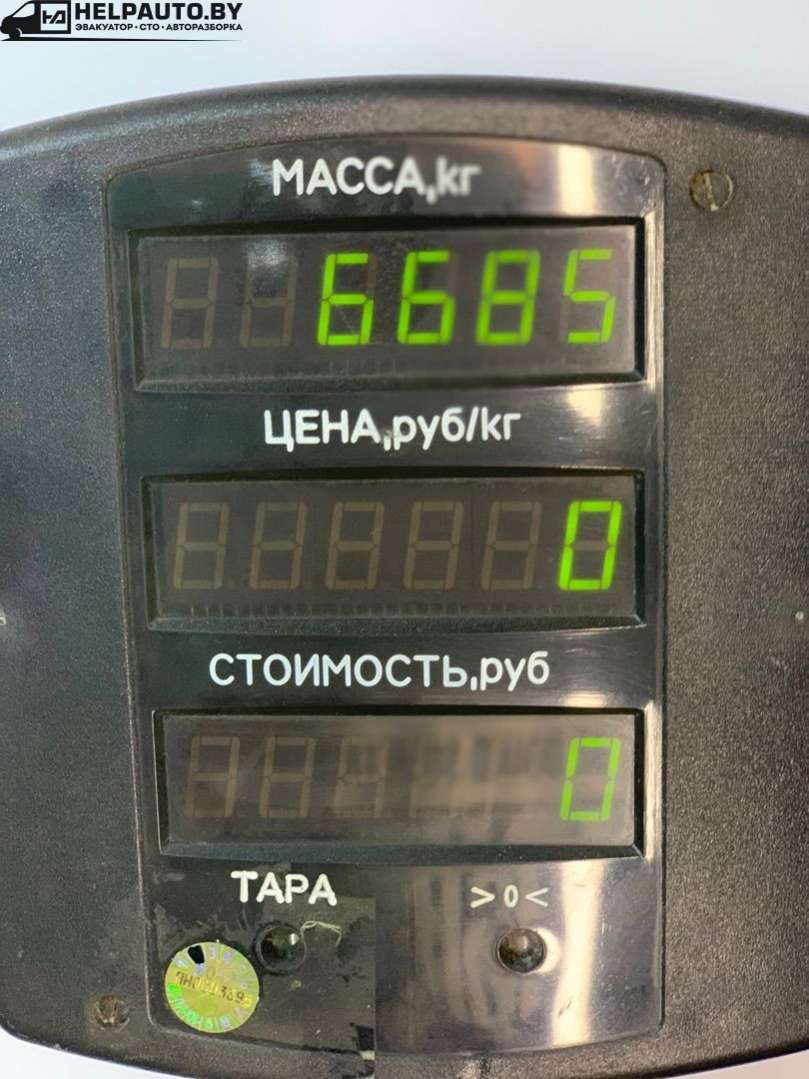 HELPAUTO.BY
ЭВАКУАТОР · СТО · АВТОРАЗБОРКА
МАССА,кг
6685
ЦЕНА,руб/кг
0
СТОИМОСТЬ,руб
0
ТАРА
>0<